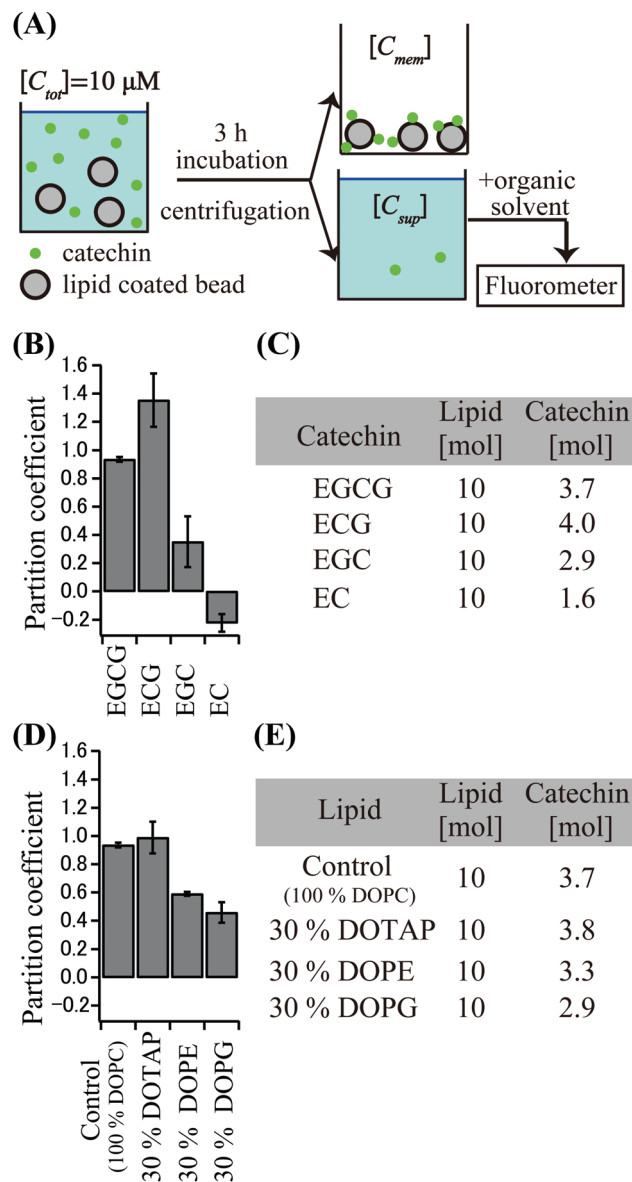 (A)
[C_tot]=10 µM
3 h
incubation
centrifugation
[C_mem]
[C_sup]
+organic
solvent
Fluorometer
catechin
lipid coated bead
(B)
Partition coefficient
1.6
1.4
1.2
1.0
0.8
0.6
0.4
0.2
0.0
−0.2
EGCG
ECG
EGC
EC
(C)
Catechin Lipid [mol] Catechin [mol]
EGCG 10 3.7
ECG 10 4.0
EGC 10 2.9
EC 10 1.6
(D)
Partition coefficient
1.6
1.4
1.2
1.0
0.8
0.6
0.4
0.2
0.0
−0.2
Control
(100 % DOPC)
30 % DOTAP
30 % DOPE
30 % DOPG
(E)
Lipid Lipid [mol] Catechin [mol]
Control (100 % DOPC) 10 3.7
30 % DOTAP 10 3.8
30 % DOPE 10 3.3
30 % DOPG 10 2.9